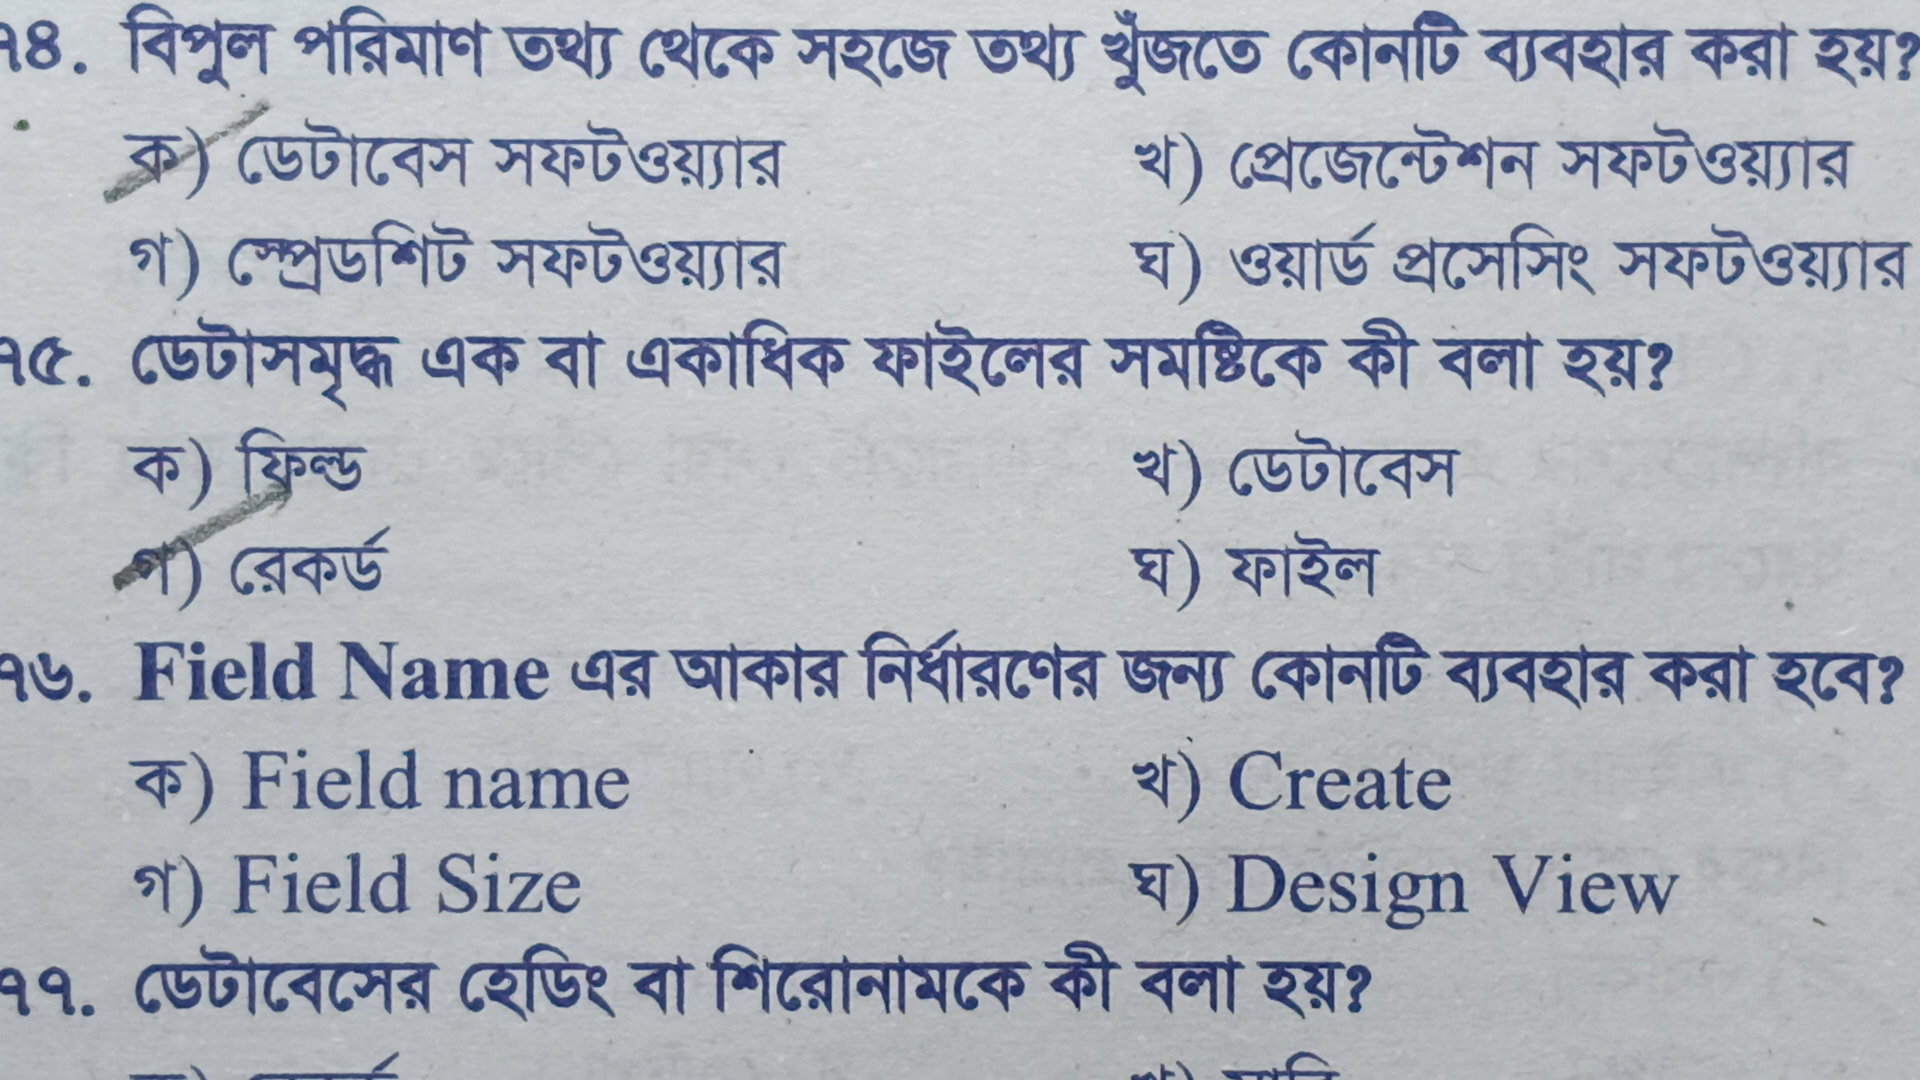 ৭৪. বিপুল পরিমাণ তথ্য থেকে সহজে তথ্য খুঁজতে কোনটি ব্যবহার করা হয়?
ক) ডেটাবেস সফটওয়্যার খ) প্রেজেন্টেশন সফটওয়্যার
গ) স্প্রেডশিট সফটওয়্যার ঘ) ওয়ার্ড প্রসেসিং সফটওয়্যার
৭৫. ডেটাসমৃদ্ধ এক বা একাধিক ফাইলের সমষ্টিকে কী বলা হয়?
ক) ফিল্ড খ) ডেটাবেস
গ) রেকর্ড ঘ) ফাইল
৭৬. Field Name এর আকার নির্ধারণের জন্য কোনটি ব্যবহার করা হবে?
ক) Field name খ) Create
গ) Field Size ঘ) Design View
৭৭. ডেটাবেসের হেডিং বা শিরোনামকে কী বলা হয়?